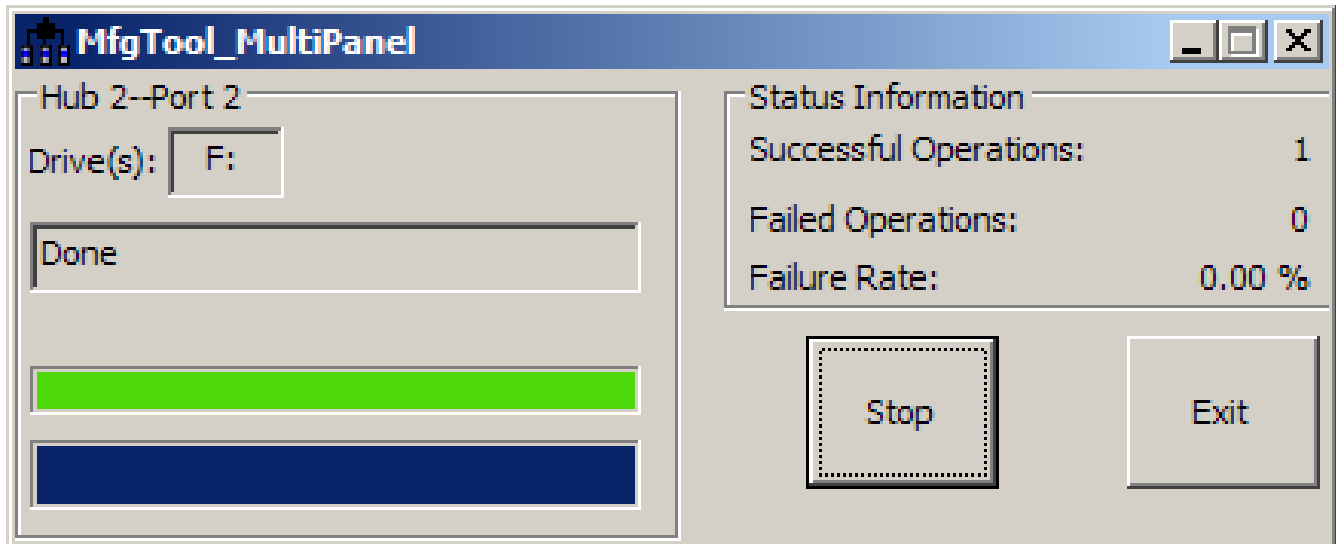 MfgTool_MultiPanel
Hub 2--Port 2
Drive(s): F:
Done
Status Information
Successful Operations: 1
Failed Operations: 0
Failure Rate: 0.00 %
Stop
Exit